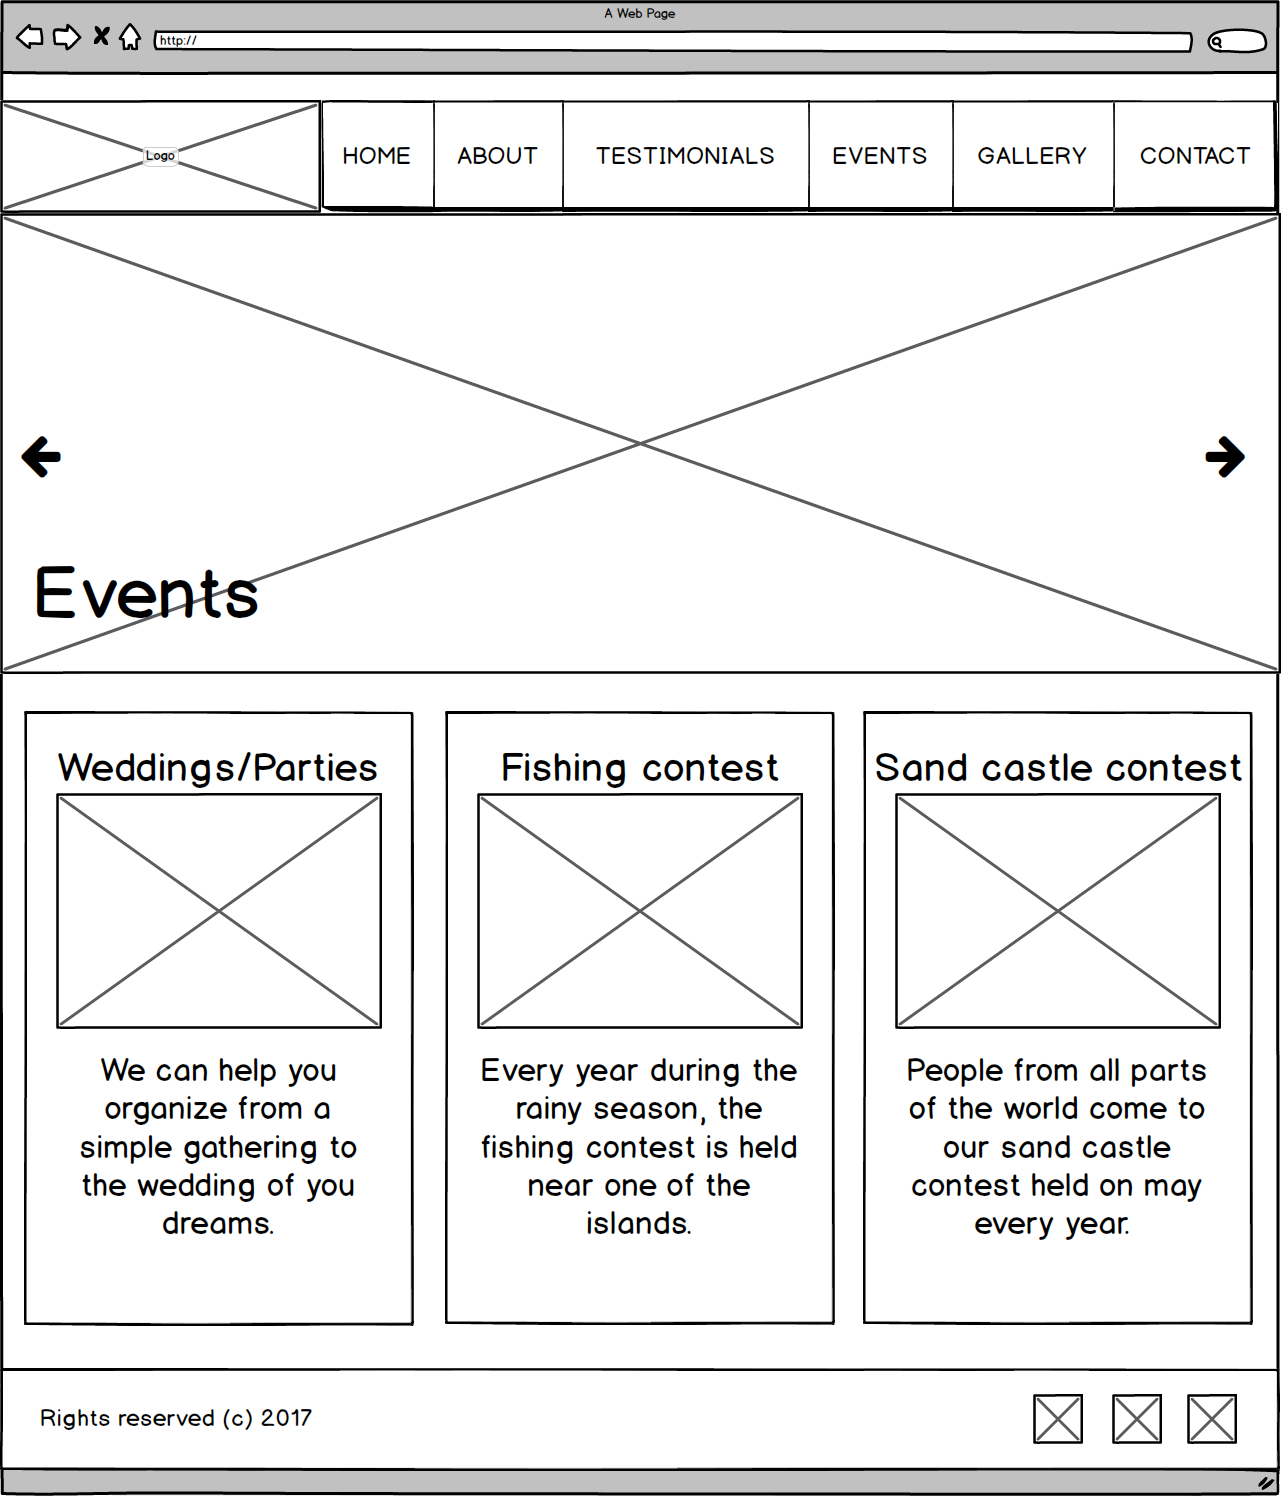 A Web Page
http://
Logo
HOME ABOUT TESTIMONIALS EVENTS GALLERY CONTACT
Events
Weddings/Parties
We can help you
organize from a
simple gathering to
the wedding of you
dreams.
Fishing contest
Every year during the
rainy season, the
fishing contest is held
near one of the
islands.
Sand castle contest
People from all parts
of the world come to
our sand castle
contest held on may
every year.
Rights reserved (c) 2017